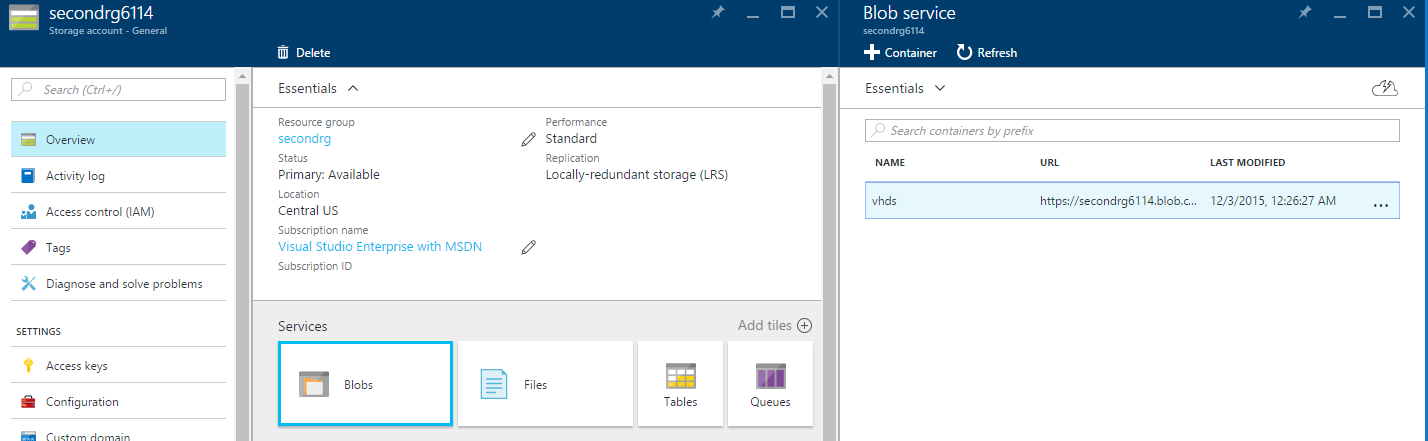 secondrg6114
Storage account - General
Delete
Search (Ctrl+/)
Overview
Activity log
Access control (IAM)
Tags
Diagnose and solve problems
SETTINGS
Access keys
Configuration
Custom domain
Essentials
Resource group
secondrg
Status
Primary: Available
Location
Central US
Subscription name
Visual Studio Enterprise with MSDN
Subscription ID
Performance
Standard
Replication
Locally-redundant storage (LRS)
Services
Add tiles
Blobs
Files
Tables
Queues
Blob service
secondrg6114
Container
Refresh
Essentials
Search containers by prefix
NAME URL LAST MODIFIED
vhds https://secondrg6114.blob.c... 12/3/2015, 12:26:27 AM ...